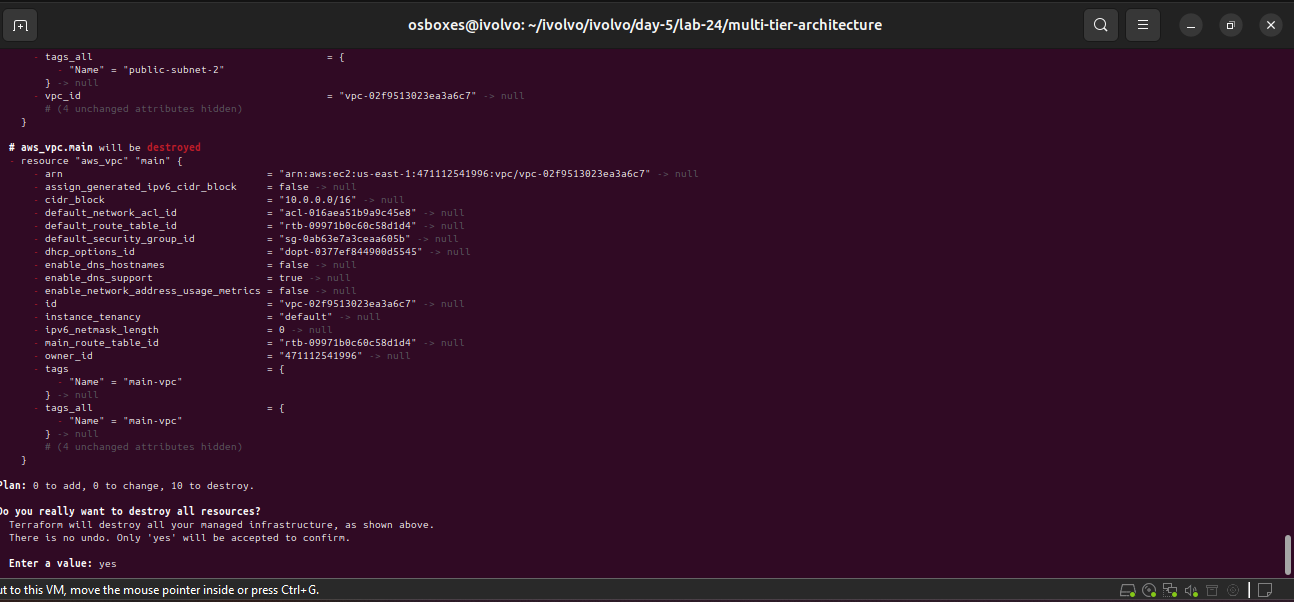 osboxes@ivolvo: ~/ivolvo/ivolvo/day-5/lab-24/multi-tier-architecture
- tags_all = {
- "Name" = "public-subnet-2"
} -> null
- vpc_id = "vpc-02f9513023ea3a6c7" -> null
# (4 unchanged attributes hidden)
}
# aws_vpc.main will be destroyed
- resource "aws_vpc" "main" {
- arn = "arn:aws:ec2:us-east-1:471112541996:vpc/vpc-02f9513023ea3a6c7" -> null
- assign_generated_ipv6_cidr_block = false -> null
- cidr_block = "10.0.0.0/16" -> null
- default_network_acl_id = "acl-016aea51b9a9c45e8" -> null
- default_route_table_id = "rtb-09971b0c60c58d1d4" -> null
- default_security_group_id = "sg-0ab63e7a3ceaa605b" -> null
- dhcp_options_id = "dopt-0377ef844900d5545" -> null
- enable_dns_hostnames = false -> null
- enable_dns_support = true -> null
- enable_network_address_usage_metrics = false -> null
- id = "vpc-02f9513023ea3a6c7" -> null
- instance_tenancy = "default" -> null
- ipv6_netmask_length = 0 -> null
- main_route_table_id = "rtb-09971b0c60c58d1d4" -> null
- owner_id = "471112541996" -> null
- tags = {
- "Name" = "main-vpc"
} -> null
- tags_all = {
- "Name" = "main-vpc"
} -> null
# (4 unchanged attributes hidden)
}
Plan: 0 to add, 0 to change, 10 to destroy.
Do you really want to destroy all resources?
Terraform will destroy all your managed infrastructure, as shown above.
There is no undo. Only 'yes' will be accepted to confirm.
Enter a value: yes
ut to this VM, move the mouse pointer inside or press Ctrl+G.